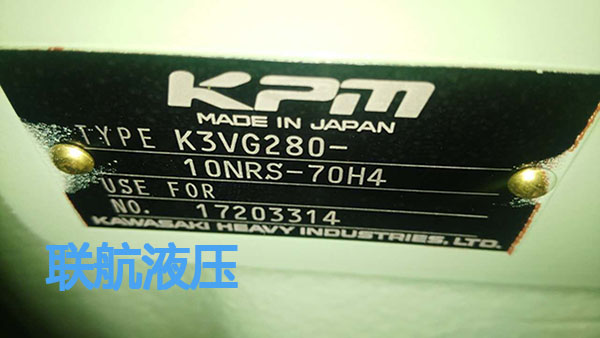 KPM
MADE IN JAPAN
TYPE K3VG280-
10NRS-70H4
USE FOR
NO. 17203314
KAWASAKI HEAVY INDUSTRIES, LTD.
联航液压